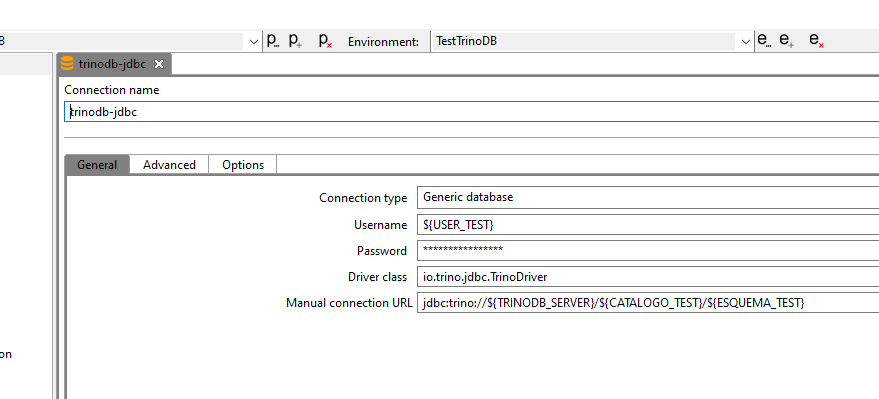 B
p... p+ px Environment: TestTrinoDB e... e+ ex
trinodb-jdbc
Connection name
trinodb-jdbc
General Advanced Options
Connection type Generic database
Username ${USER_TEST}
Password ****************
Driver class io.trino.jdbc.TrinoDriver
Manual connection URL jdbc:trino://${TRINODB_SERVER}/${CATALOGO_TEST}/${ESQUEMA_TEST}
on